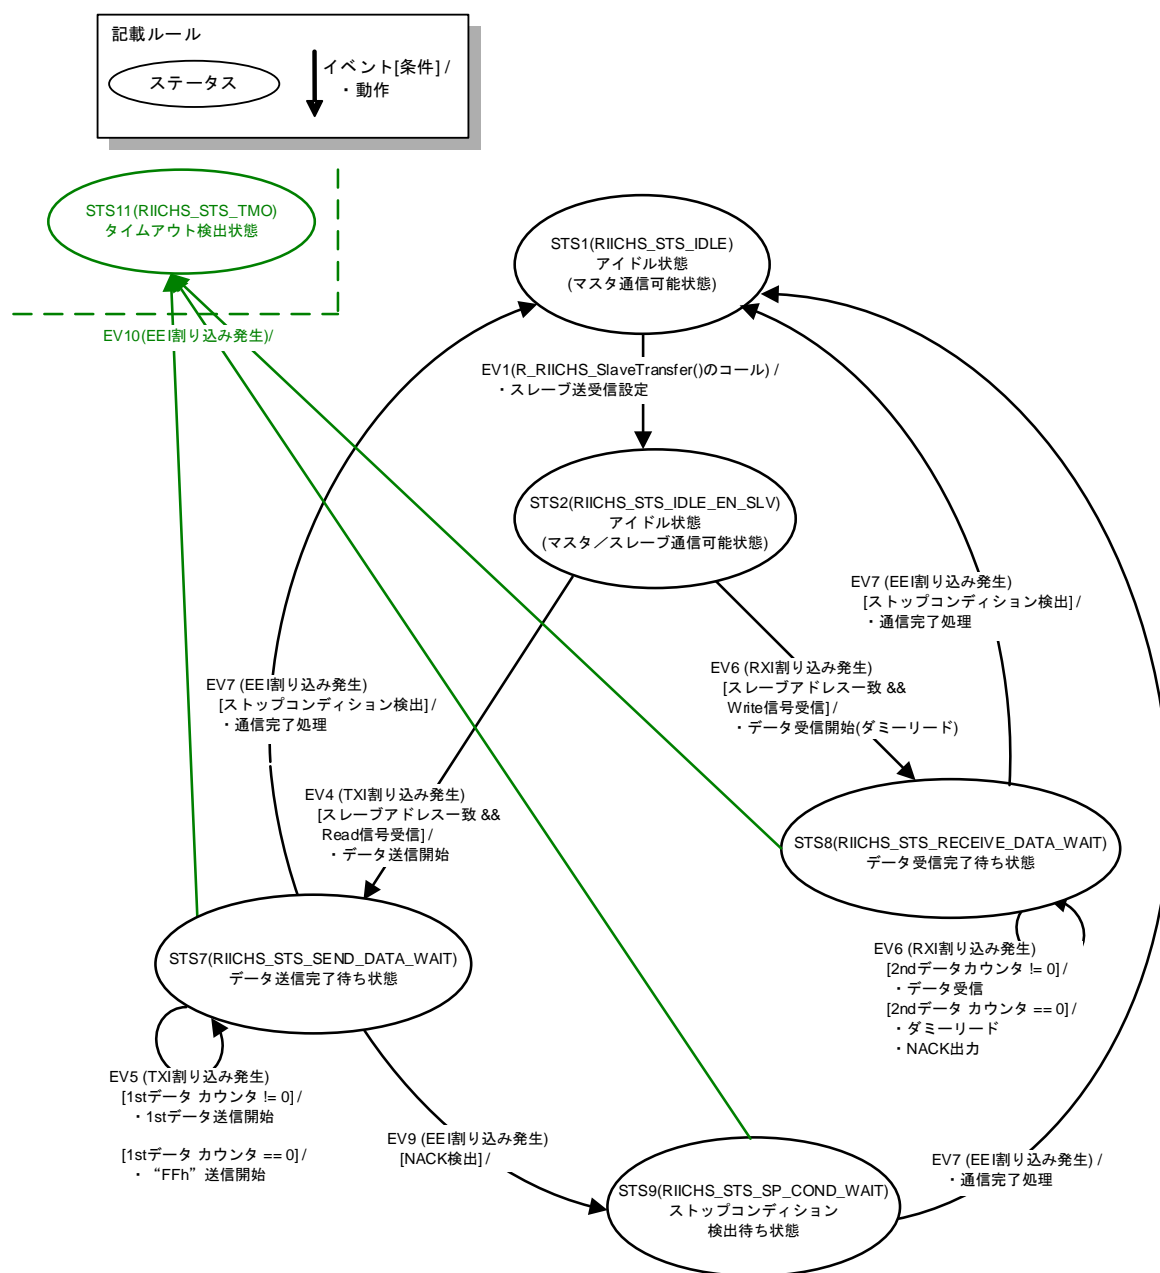 記載ルール
ステータス
イベント[条件] /
・動作
STS11(RIICHS_STS_TMO)
タイムアウト検出状態
EV10(EEI割り込み発生)/
STS1(RIICHS_STS_IDLE)
アイドル状態
(マスタ通信可能状態)
EV1(R_RIICHS_SlaveTransfer()のコール) /
・スレーブ送受信設定
STS2(RIICHS_STS_IDLE_EN_SLV)
アイドル状態
(マスタ／スレーブ通信可能状態)
EV7 (EEI割り込み発生)
[ストップコンディション検出] /
・通信完了処理
EV6 (RXI割り込み発生)
[スレーブアドレス一致 &&
Write信号受信] /
・データ受信開始(ダミーリード)
EV7 (EEI割り込み発生)
[ストップコンディション検出] /
・通信完了処理
EV4 (TXI割り込み発生)
[スレーブアドレス一致 &&
Read信号受信] /
・データ送信開始
STS8(RIICHS_STS_RECEIVE_DATA_WAIT)
データ受信完了待ち状態
STS7(RIICHS_STS_SEND_DATA_WAIT)
データ送信完了待ち状態
EV6 (RXI割り込み発生)
[2ndデータカウンタ != 0] /
・データ受信
[2ndデータ カウンタ == 0] /
・ダミーリード
・NACK出力
EV5 (TXI割り込み発生)
[1stデータ カウンタ != 0] /
・1stデータ送信開始
[1stデータ カウンタ == 0] /
・“FFh”送信開始
EV9 (EEI割り込み発生)
[NACK検出] /
EV7 (EEI割り込み発生) /
・通信完了処理
STS9(RIICHS_STS_SP_COND_WAIT)
ストップコンディション
検出待ち状態